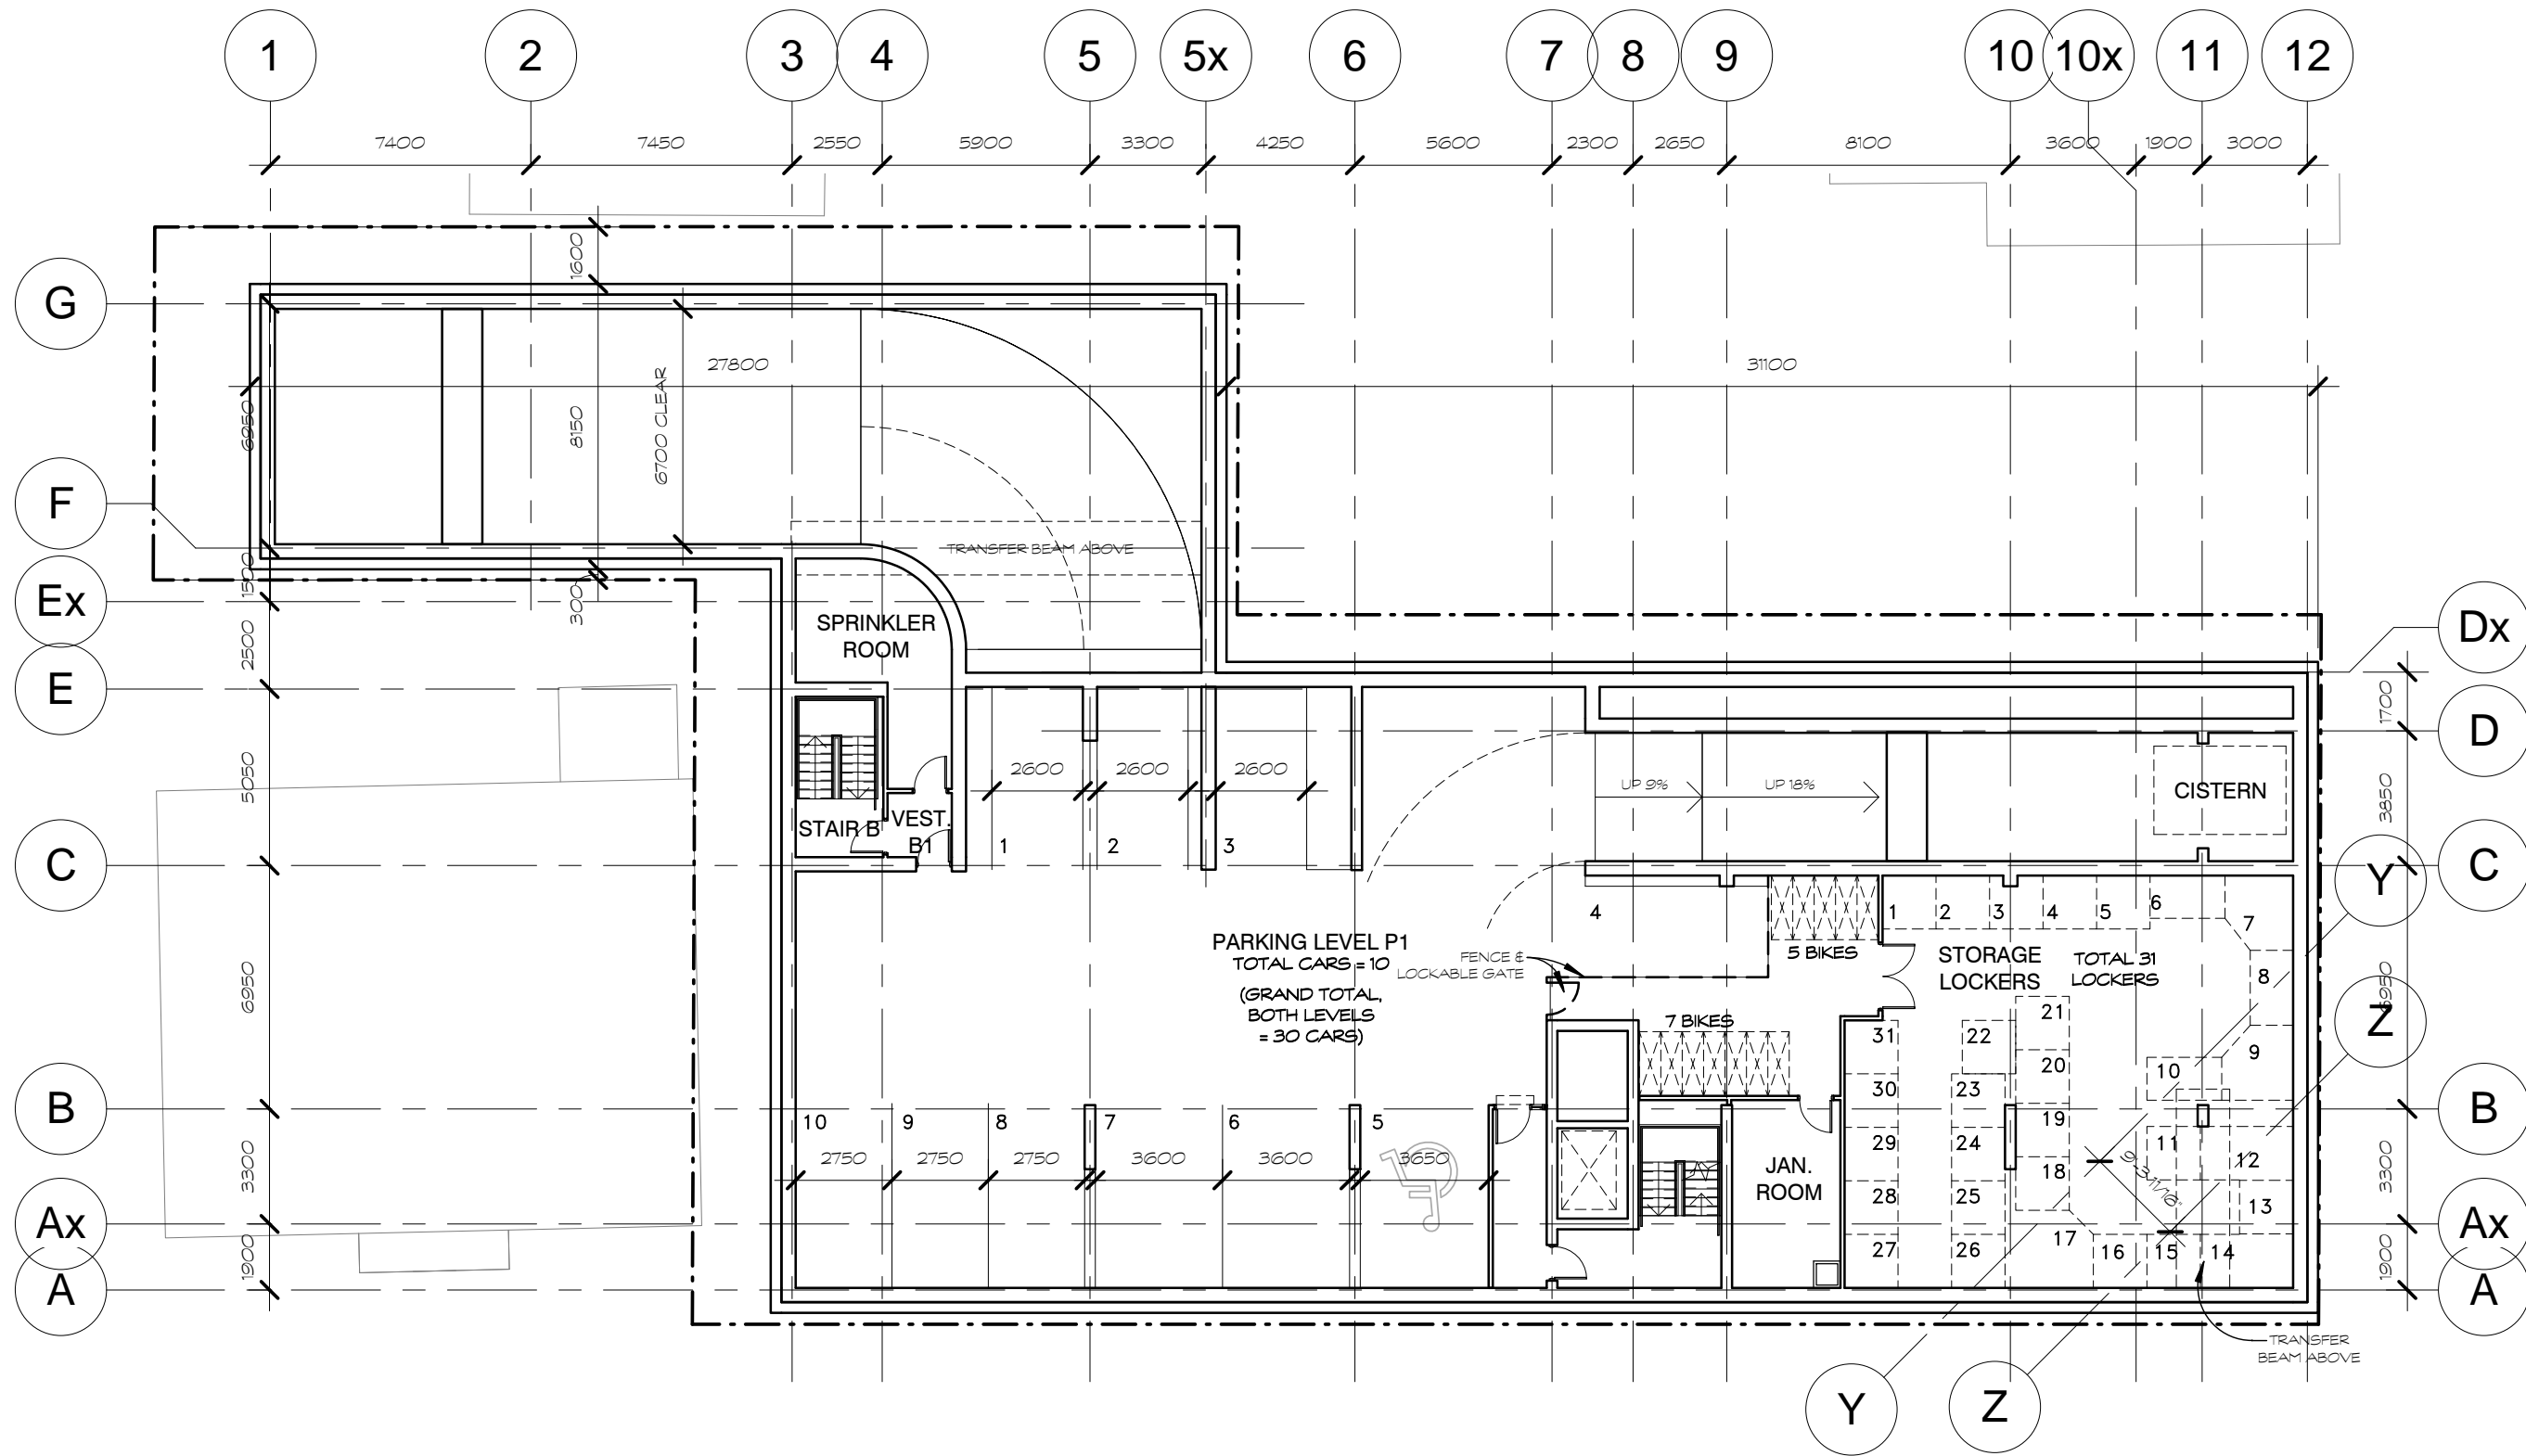 1 2 3 4 5 5x 6 7 8 9 10 10x 11 12
7400 7450 2550 5900 3300 4250 5600 2300 2650 8100 3600 1900 3000
1600
G
27800 31100
6950 8150 6700 CLEAR
F
TRANSFER BEAM ABOVE
1500
300
Ex
Dx
SPRINKLER
ROOM
2500
E
1700
D
2600 2600 2600
UP 9% UP 18%
CISTERN
5050
3850
STAIR B
VEST.
B1
1 2 3
C
C
Y
4
5 BIKES
1 2 3 4 5 6 7
PARKING LEVEL P1
TOTAL CARS = 10
(GRAND TOTAL,
BOTH LEVELS
= 30 CARS)
FENCE &
LOCKABLE GATE
STORAGE
LOCKERS
TOTAL 31
LOCKERS
8
6950
6950
Z
7 BIKES
21
31 22
9
20
10
30 23
B
B
10 9 8 7 6 5
19
29 24
11
12
2750 2750 2750 3600 3600 3650
3300
3300
JAN.
ROOM
18
9'-3 11/16"
28 25
13
Ax
Ax
17
27 26
16 15 14
1900
1900
A
A
TRANSFER
BEAM ABOVE
Y Z